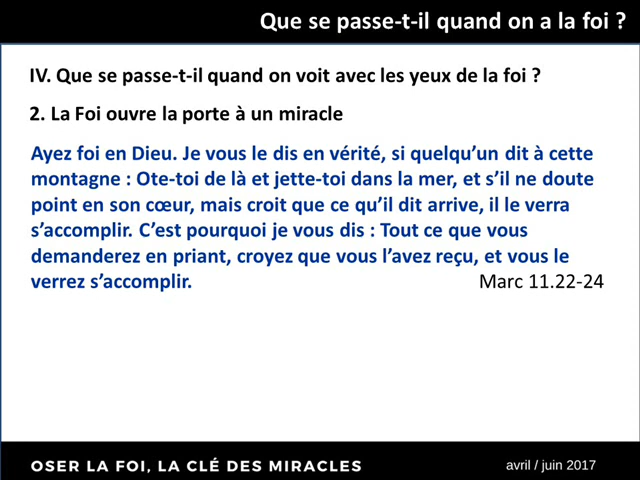 Que se passe-t-il quand on a la foi ?
IV. Que se passe-t-il quand on voit avec les yeux de la foi ?
2. La Foi ouvre la porte à un miracle
Ayez foi en Dieu. Je vous le dis en vérité, si quelqu’un dit à cette
montagne : Ote-toi de là et jette-toi dans la mer, et s’il ne doute
point en son cœur, mais croit que ce qu’il dit arrive, il le verra
s’accomplir. C’est pourquoi je vous dis : Tout ce que vous
demanderez en priant, croyez que vous l’avez reçu, et vous le
verrez s’accomplir. Marc 11.22-24
OSER LA FOI, LA CLÉ DES MIRACLES avril / juin 2017